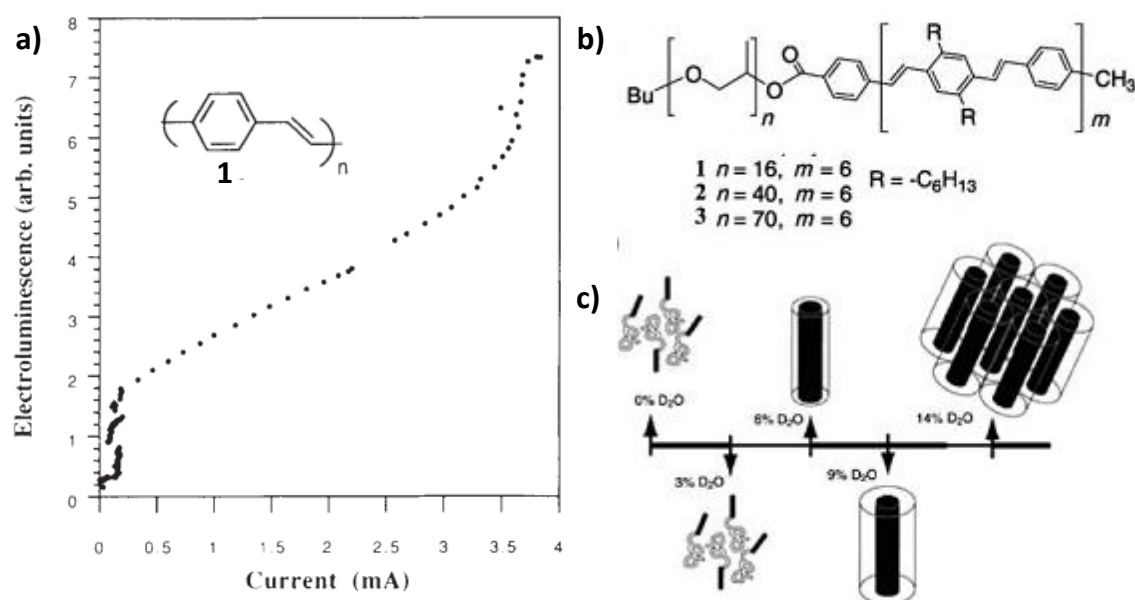 a)
Electroluminescence (arb. units)
8
7
6
5
4
3
2
1
0
0 0.5 1 1.5 2 2.5 3 3.5 4
Current (mA)
n
1
b)
Bu
O
n
O
O
R
R
m
CH₃
1 n = 16, m = 6
2 n = 40, m = 6
3 n = 70, m = 6
R = -C₆H₁₃
c)
0% D₂O
3% D₂O
6% D₂O
9% D₂O
14% D₂O